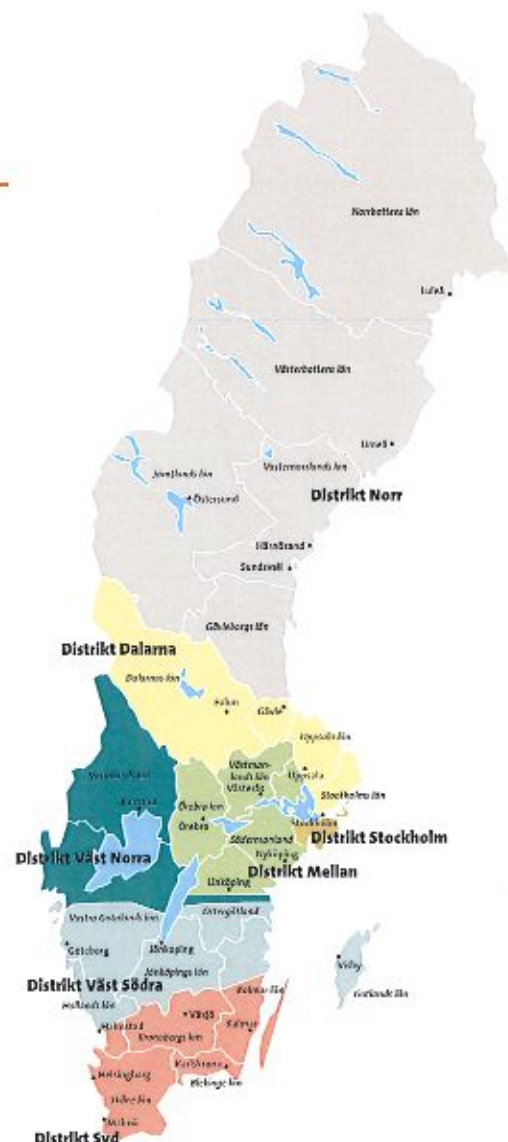 Norrbottens län
Luleå
Västerbottens län
Umeå
Västernorrlands län
Jämtlands län
Distrikt Norr
Östersund
Härnösand
Sundsvall
Gävleborgs län
Distrikt Dalarna
Dalarnas län
Falun
Gävle
Uppsala län
Västman-
lands län
Uppsala
Västerås
Stockholms län
Örebro län
Örebro
Stockholm
Södermanland
Distrikt Stockholm
Nyköping
Distrikt Väst Norra
Distrikt Mellan
Linköping
Västra Götalands län
Östergötland
Göteborg
Jönköping
Visby
Jönköpings län
Distrikt Väst Södra
Kalmar län
Gotlands län
Hallands län
Växjö
Halmstad
Kalmar
Kronobergs län
Karlskrona
Helsingborg
Blekinge län
Skåne län
Malmö
Distrikt Syd